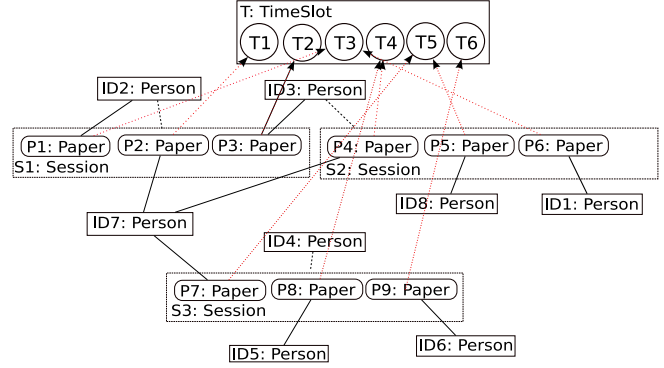 T: TimeSlot
T1 T2 T3 T4 T5 T6
ID2: Person
ID3: Person
P1: Paper
P2: Paper
P3: Paper
P4: Paper
P5: Paper
P6: Paper
S1: Session
S2: Session
ID7: Person
ID8: Person
ID1: Person
ID4: Person
P7: Paper
P8: Paper
P9: Paper
S3: Session
ID5: Person
ID6: Person